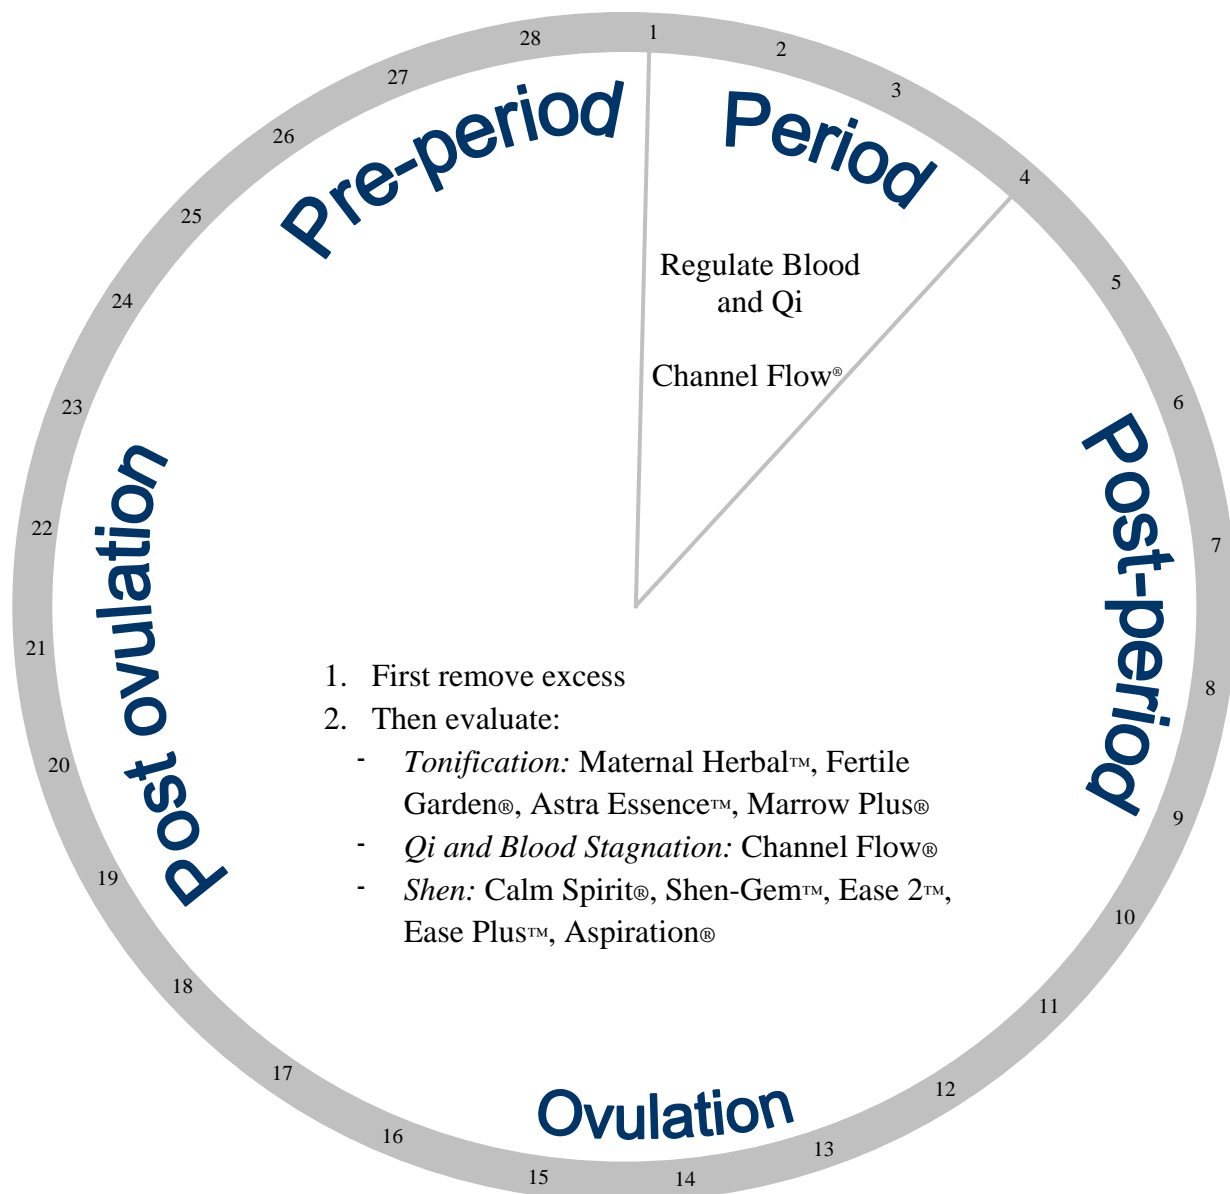 28
1
2
3
4
5
6
7
8
9
10
11
12
13
14
15
16
17
18
19
20
21
22
23
24
25
26
27
Pre-period
Period
Regulate Blood
and Qi
Channel Flow®
Post-period
Post ovulation
1. First remove excess
2. Then evaluate:
- Tonification: Maternal Herbal™, Fertile
Garden®, Astra Essence™, Marrow Plus®
- Qi and Blood Stagnation: Channel Flow®
- Shen: Calm Spirit®, Shen-Gem™, Ease 2™,
Ease Plus™, Aspiration®
Ovulation